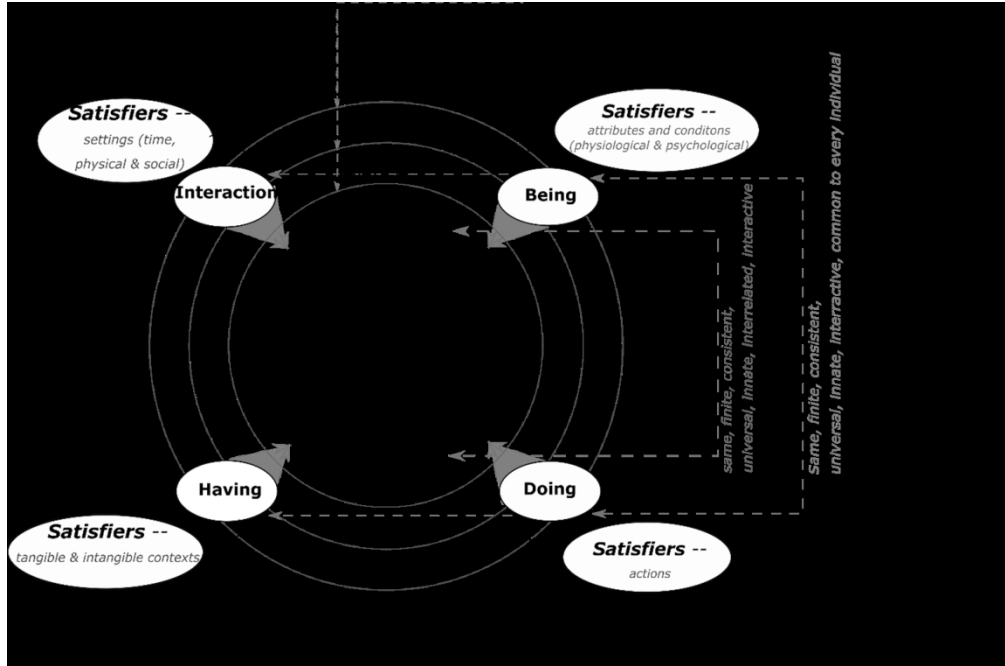 Satisfiers --
settings (time,
physical & social)
Satisfiers --
attributes and conditons
(physiological & psychological)
Interaction
Being
same, finite, consistent,
universal, Innate, Interrelated, Interactive
Same, finite, consistent,
universal, Innate, Interractive, common to every individual
Having
Doing
Satisfiers --
tangible & intangible contexts
Satisfiers --
actions